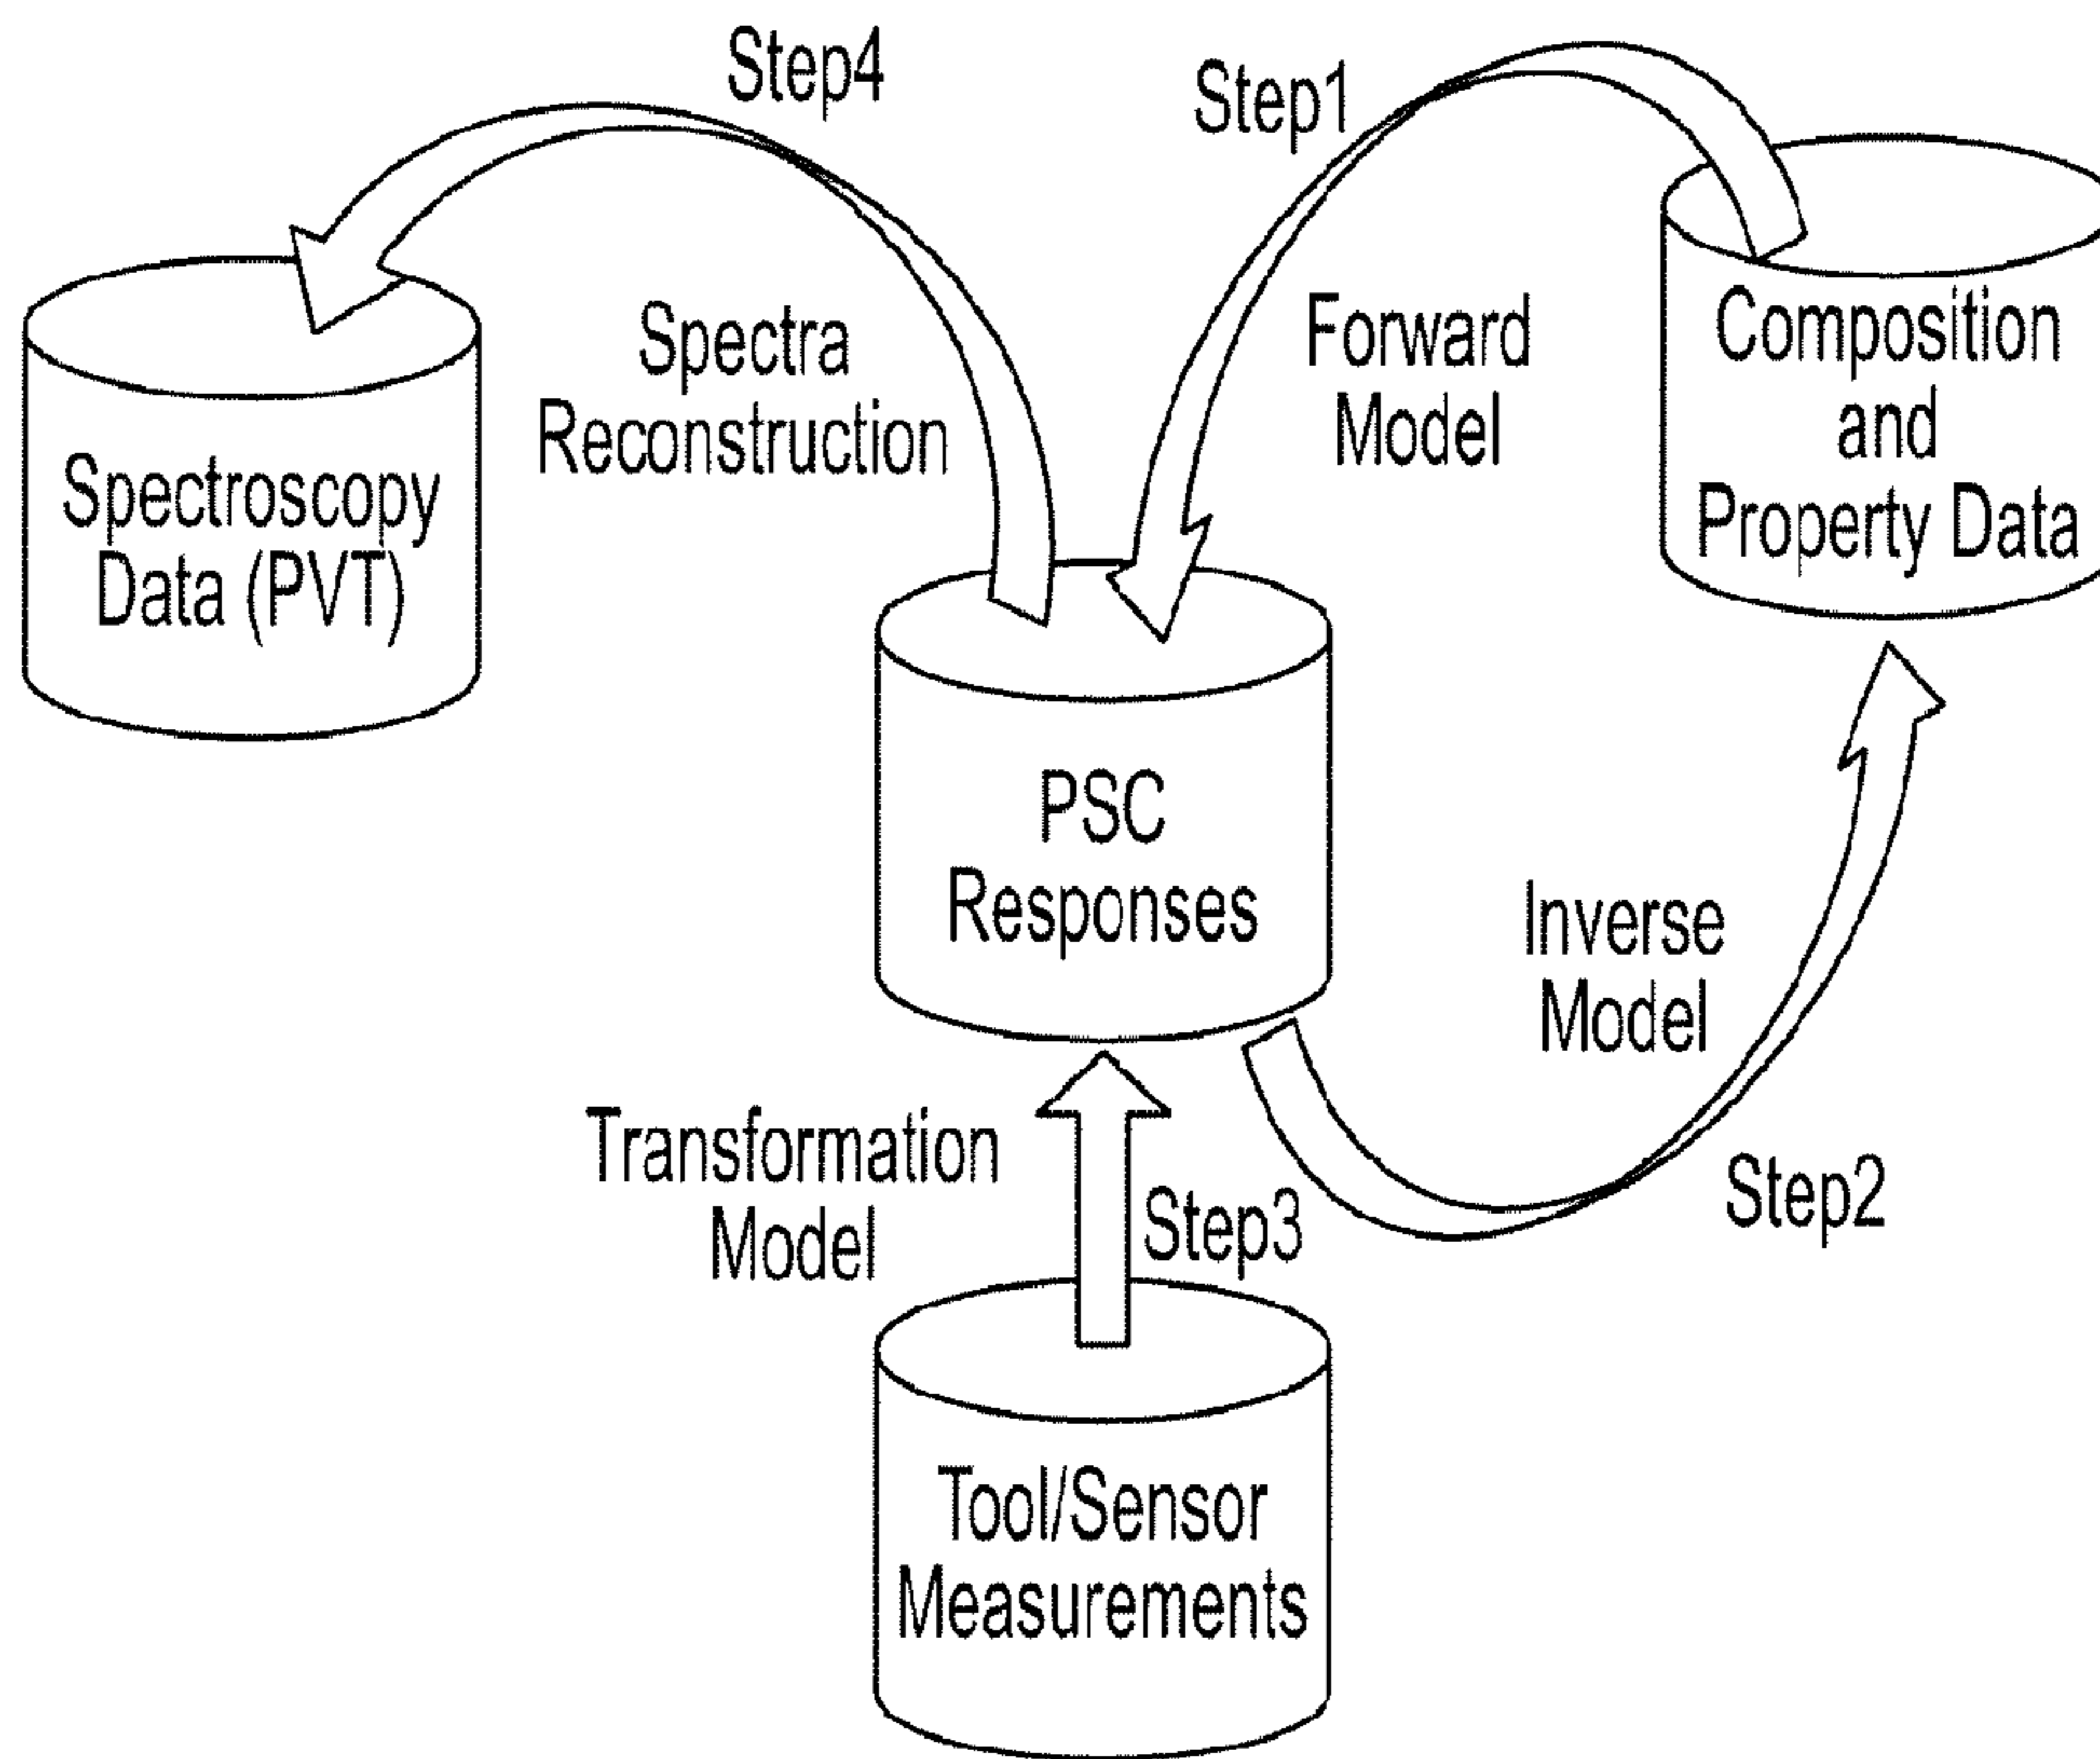 Step4
Step1
Spectra
Reconstruction
Forward
Model
Composition
and
Property Data
Spectroscopy
Data (PVT)
PSC
Responses
Inverse
Model
Transformation
Model
Step3
Step2
Tool/Sensor
Measurements